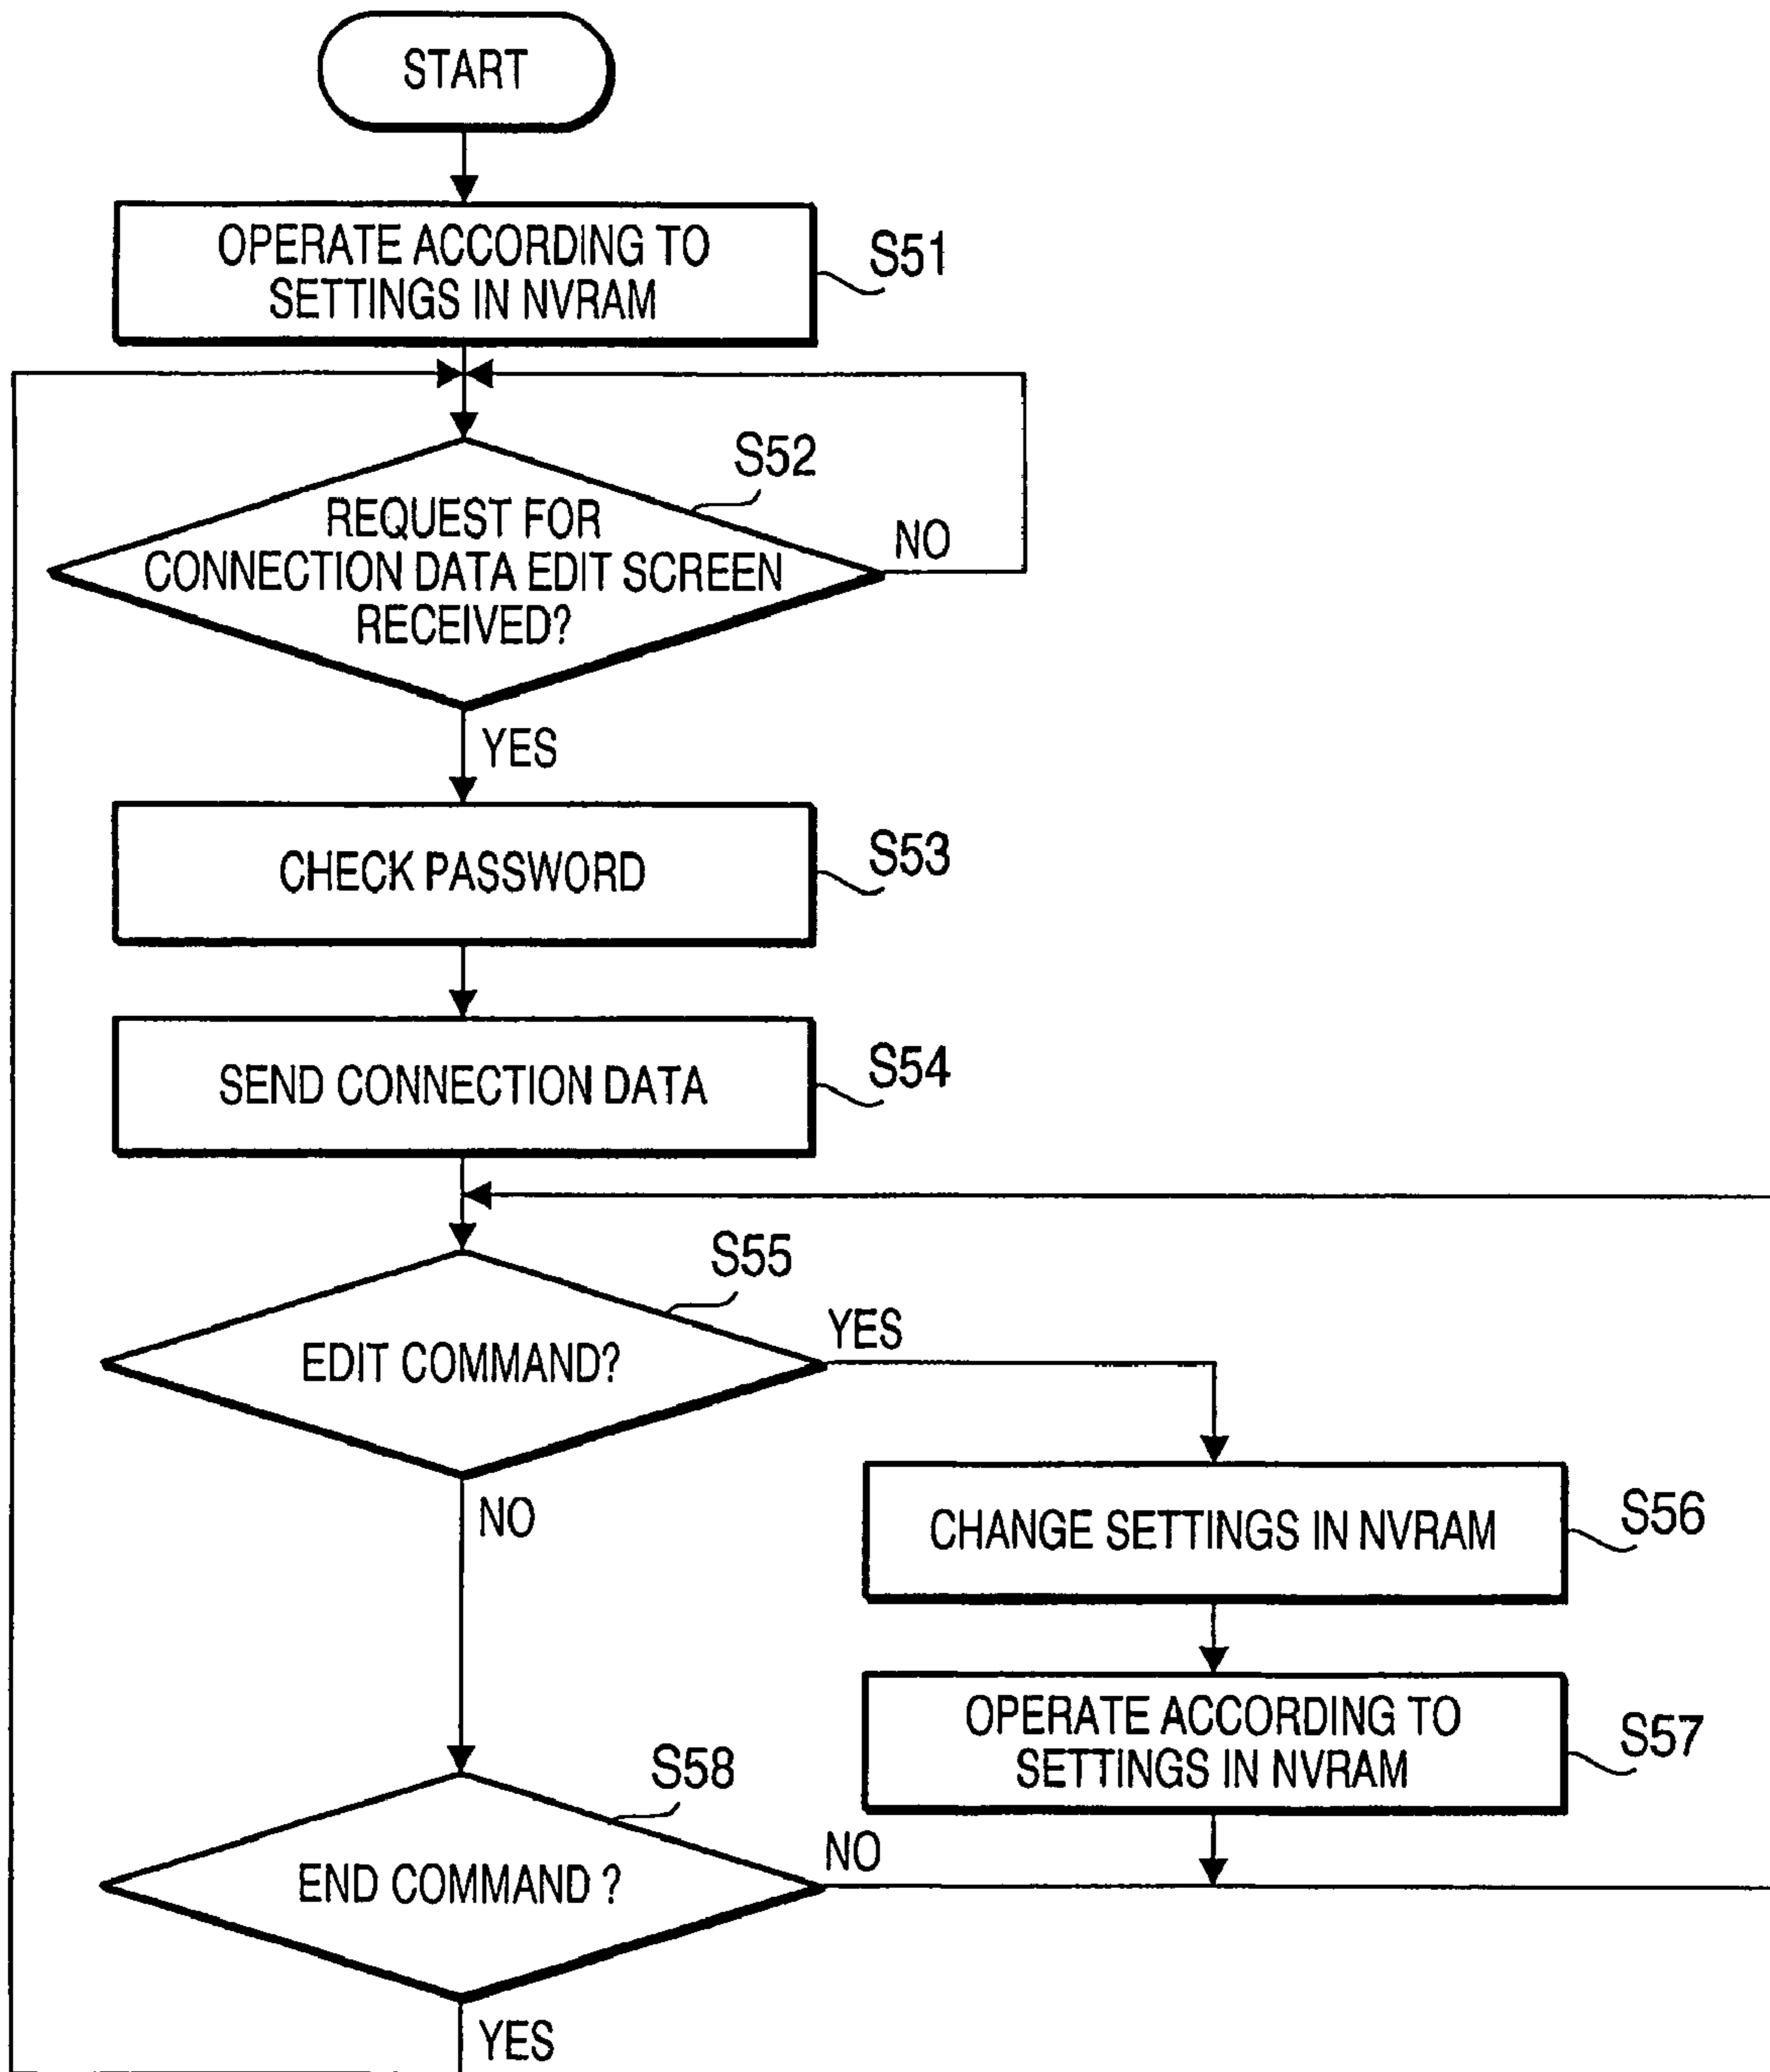 START
OPERATE ACCORDING TO
SETTINGS IN NVRAM
S51
S52
REQUEST FOR
CONNECTION DATA EDIT SCREEN
RECEIVED?
NO
YES
CHECK PASSWORD
S53
SEND CONNECTION DATA
S54
S55
EDIT COMMAND?
YES
NO
CHANGE SETTINGS IN NVRAM
S56
OPERATE ACCORDING TO
SETTINGS IN NVRAM
S57
S58
END COMMAND ?
NO
YES